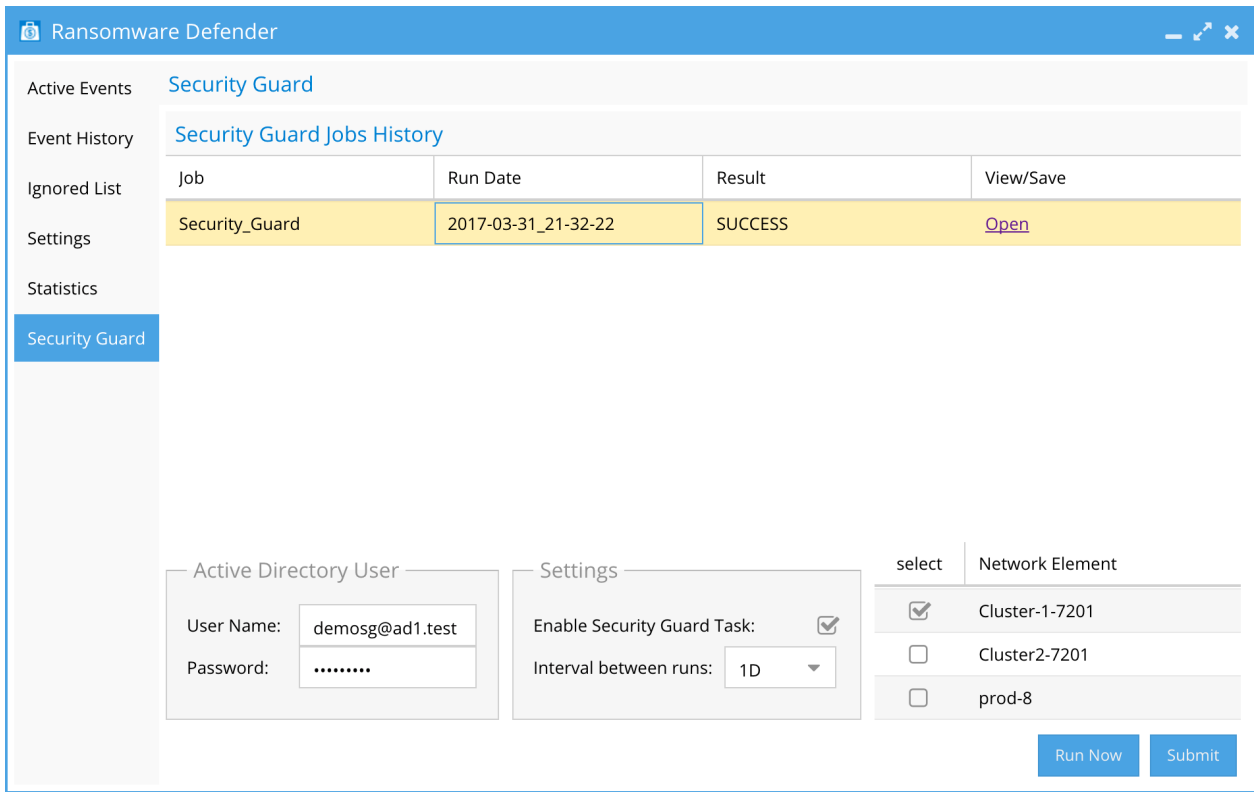 Ransomware Defender
Active Events
Event History
Ignored List
Settings
Statistics
Security Guard
Security Guard
Security Guard Jobs History
Job Run Date Result View/Save
Security_Guard 2017-03-31_21-32-22 SUCCESS Open
Active Directory User
User Name: demosg@ad1.test
Password: •••••••••
Settings
Enable Security Guard Task:
Interval between runs: 1D
select Network Element
Cluster-1-7201
Cluster2-7201
prod-8
Run Now Submit